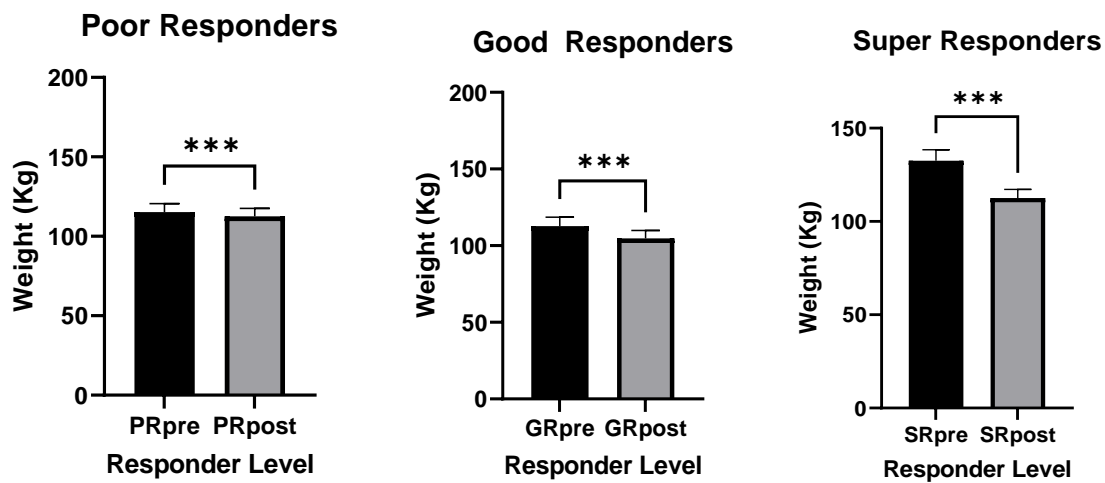 Poor Responders
200
150
100
50
0
Weight (Kg)
***
PRpre PRpost
Responder Level
Good  Responders
200
150
100
50
0
Weight (Kg)
***
GRpre GRpost
Responder Level
Super Responders
150
100
50
0
Weight (Kg)
***
SRpre SRpost
Responder Level